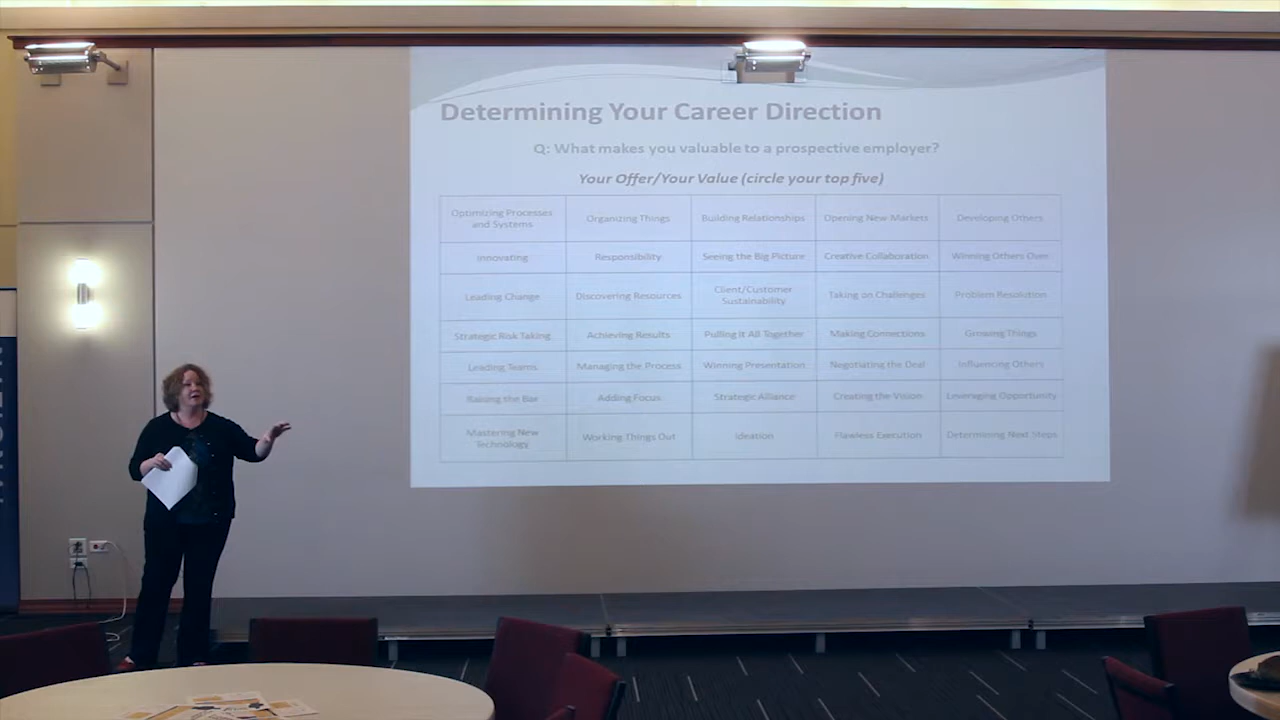 Determining Your Career Direction
Q: What makes you valuable to a prospective employer?
Your Offer/Your Value (circle your top five)
Optimizing Processes and Systems
Organizing Things
Building Relationships
Opening New Markets
Developing Others
Innovating
Responsibility
Seeing the Big Picture
Creative Collaboration
Winning Others Over
Leading Change
Discovering Resources
Client/Customer Sustainability
Taking on Challenges
Problem Resolution
Strategic Risk Taking
Achieving Results
Pulling it All Together
Making Connections
Growing Things
Leading Teams
Managing the Process
Winning Presentation
Negotiating the Deal
Influencing Others
Raising the Bar
Adding Focus
Strategic Alliance
Creating the Vision
Leveraging Opportunity
Mastering New Technology
Working Things Out
Ideation
Flawless Execution
Determining Next Steps